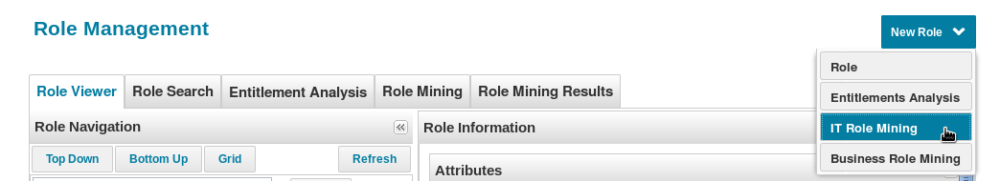 Role Management
New Role
Role
Entitlements Analysis
IT Role Mining
Business Role Mining
Role Viewer Role Search Entitlement Analysis Role Mining Role Mining Results
Role Navigation
Top Down Bottom Up Grid Refresh
Role Information
Attributes